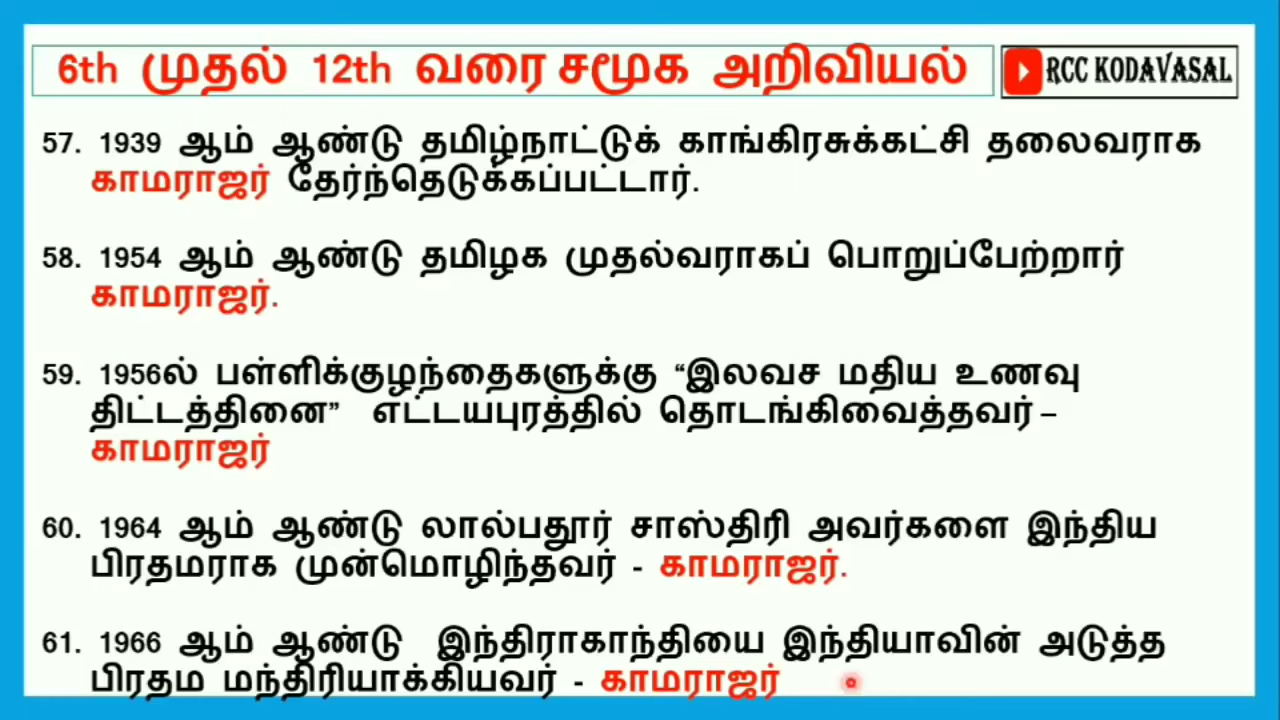 6th முதல் 12th வரை சமூக அறிவியல்
RCC KODAVASAL
57. 1939 ஆம் ஆண்டு தமிழ்நாட்டுக் காங்கிரசுக்கட்சி தலைவராக
காமராஜர் தேர்ந்தெடுக்கப்பட்டார்.
58. 1954 ஆம் ஆண்டு தமிழக முதல்வராகப் பொறுப்பேற்றார்
காமராஜர்.
59. 1956ல் பள்ளிக்குழந்தைகளுக்கு “இலவச மதிய உணவு
திட்டத்தினை” எட்டயபுரத்தில் தொடங்கிவைத்தவர் –
காமராஜர்
60. 1964 ஆம் ஆண்டு லால்பதூர் சாஸ்திரி அவர்களை இந்திய
பிரதமராக முன்மொழிந்தவர் - காமராஜர்.
61. 1966 ஆம் ஆண்டு இந்திராகாந்தியை இந்தியாவின் அடுத்த
பிரதம மந்திரியாக்கியவர் - காமராஜர்